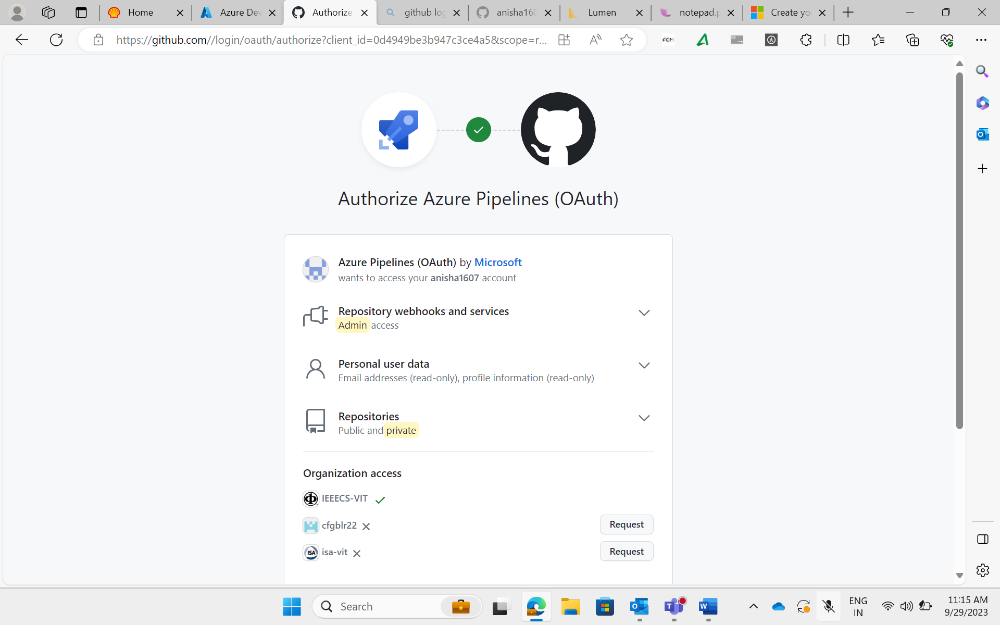 Home
Azure Dev
Authorize
github log
anisha160
Lumen
notepad.p
Create yo
https://github.com//login/oauth/authorize?client_id=0d4949be3b947c3ce4a5&scope=r...
FCM
Authorize Azure Pipelines (OAuth)
Azure Pipelines (OAuth) by Microsoft
wants to access your anisha1607 account
Repository webhooks and services
Admin access
Personal user data
Email addresses (read-only), profile information (read-only)
Repositories
Public and private
Organization access
IEEECS-VIT
cfgblr22
Request
ISA
isa-vit
Request
Search
ENG
IN
11:15 AM
9/29/2023